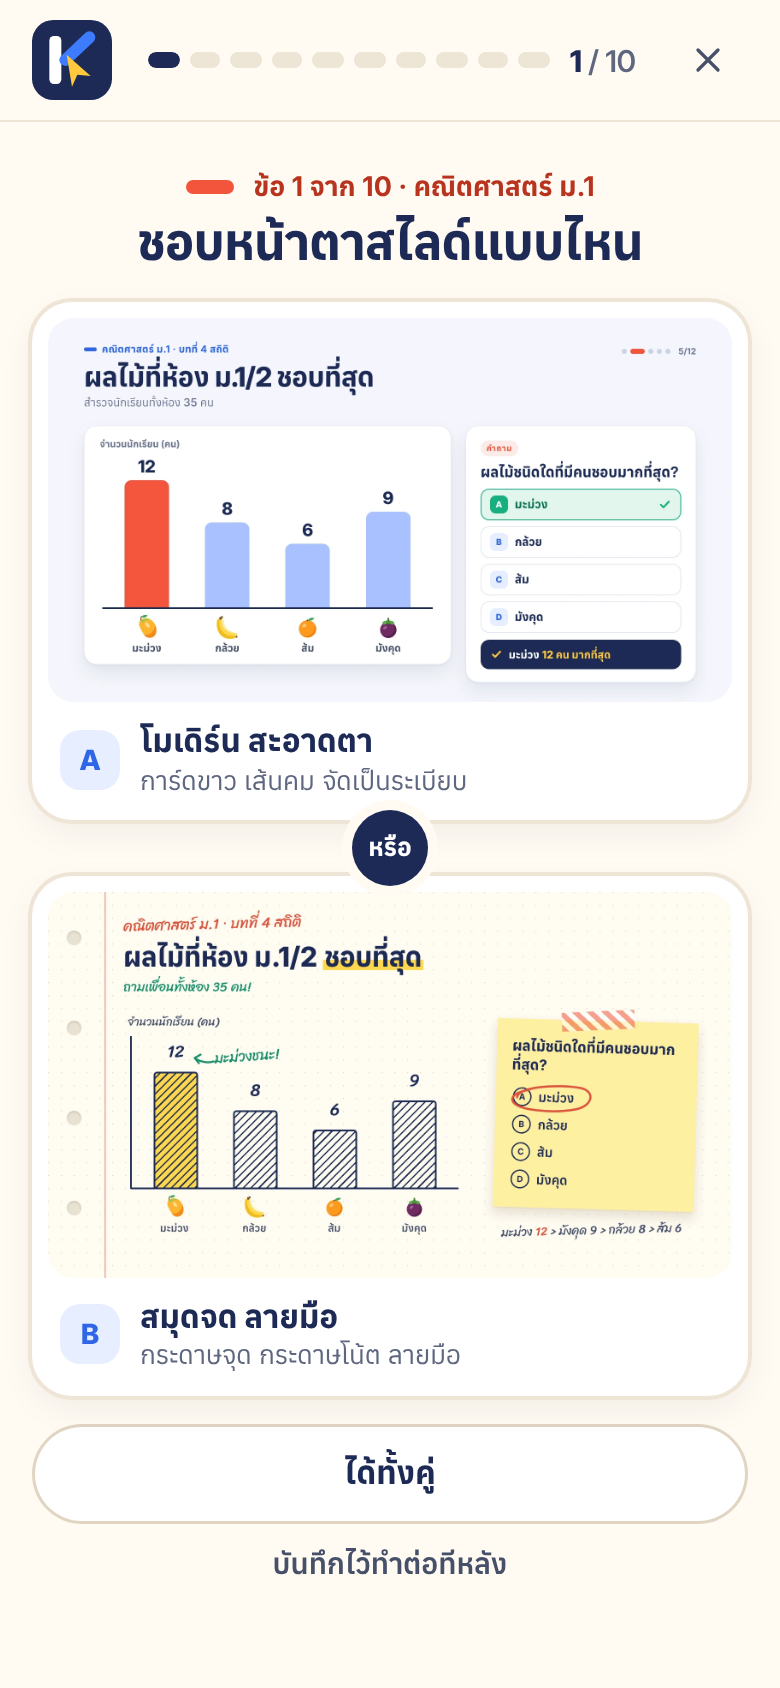 K
1 / 10
ข้อ 1 จาก 10 · คณิตศาสตร์ ม.1
ชอบหน้าตาสไลด์แบบไหน
คณิตศาสตร์ ม.1 · บทที่ 4 สถิติ
5/12
ผลไม้ที่ห้อง ม.1/2 ชอบที่สุด
สำรวจนักเรียนทั้งห้อง 35 คน
จำนวนนักเรียน (คน)
12
8
6
9
มะม่วง
กล้วย
ส้ม
มังคุด
คำถาม
ผลไม้ชนิดใดที่มีคนชอบมากที่สุด?
A มะม่วง
B กล้วย
C ส้ม
D มังคุด
มะม่วง 12 คน มากที่สุด
A
โมเดิร์น สะอาดตา
การ์ดขาว เส้นคม จัดเป็นระเบียบ
หรือ
คณิตศาสตร์ ม.1 · บทที่ 4 สถิติ
ผลไม้ที่ห้อง ม.1/2 ชอบที่สุด
ถามเพื่อนทั้งห้อง 35 คน!
จำนวนนักเรียน (คน)
12
มะม่วงชนะ!
8
6
9
มะม่วง
กล้วย
ส้ม
มังคุด
ผลไม้ชนิดใดที่มีคนชอบมาก
ที่สุด?
A มะม่วง
B กล้วย
C ส้ม
D มังคุด
มะม่วง 12 > มังคุด 9 > กล้วย 8 > ส้ม 6
B
สมุดจด ลายมือ
กระดาษจุด กระดาษโน้ต ลายมือ
ได้ทั้งคู่
บันทึกไว้ทำต่อทีหลัง